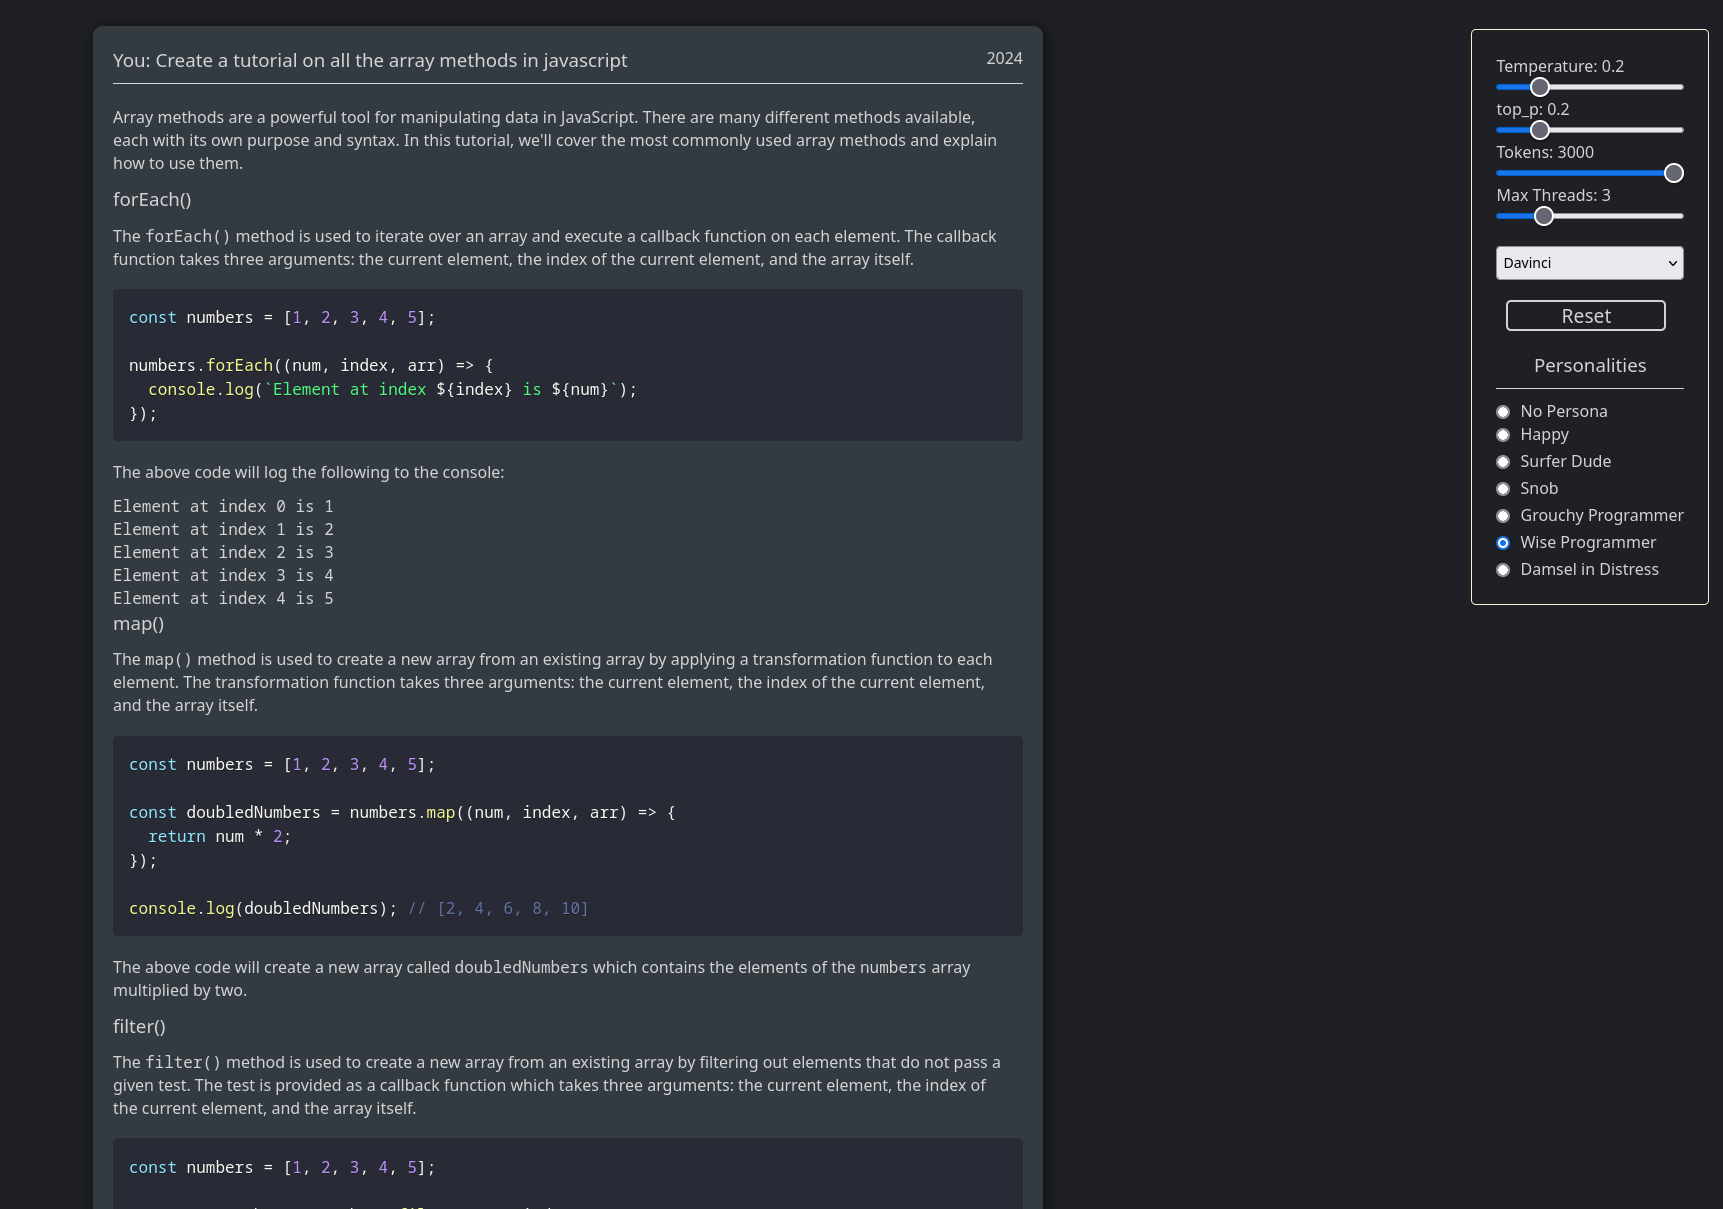 You: Create a tutorial on all the array methods in javascript
2024
Array methods are a powerful tool for manipulating data in JavaScript. There are many different methods available,
each with its own purpose and syntax. In this tutorial, we'll cover the most commonly used array methods and explain
how to use them.
forEach()
The forEach() method is used to iterate over an array and execute a callback function on each element. The callback
function takes three arguments: the current element, the index of the current element, and the array itself.
const numbers = [1, 2, 3, 4, 5];
numbers.forEach((num, index, arr) => {
  console.log(`Element at index ${index} is ${num}`);
});
The above code will log the following to the console:
Element at index 0 is 1
Element at index 1 is 2
Element at index 2 is 3
Element at index 3 is 4
Element at index 4 is 5
map()
The map() method is used to create a new array from an existing array by applying a transformation function to each
element. The transformation function takes three arguments: the current element, the index of the current element,
and the array itself.
const numbers = [1, 2, 3, 4, 5];
const doubledNumbers = numbers.map((num, index, arr) => {
  return num * 2;
});
console.log(doubledNumbers); // [2, 4, 6, 8, 10]
The above code will create a new array called doubledNumbers which contains the elements of the numbers array
multiplied by two.
filter()
The filter() method is used to create a new array from an existing array by filtering out elements that do not pass a
given test. The test is provided as a callback function which takes three arguments: the current element, the index of
the current element, and the array itself.
const numbers = [1, 2, 3, 4, 5];
Temperature: 0.2
top_p: 0.2
Tokens: 3000
Max Threads: 3
Davinci
Reset
Personalities
No Persona
Happy
Surfer Dude
Snob
Grouchy Programmer
Wise Programmer
Damsel in Distress